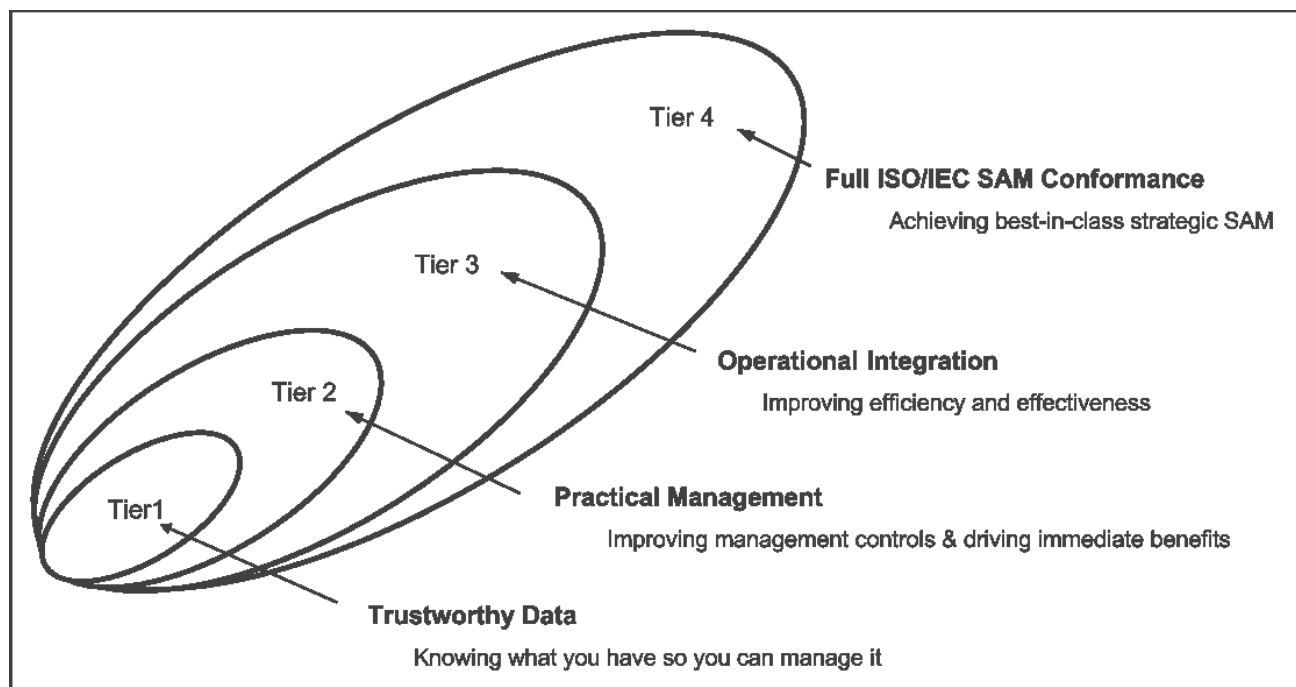 Tier 4
Full ISO/IEC SAM Conformance
Achieving best-in-class strategic SAM
Tier 3
Operational Integration
Improving efficiency and effectiveness
Tier 2
Practical Management
Improving management controls & driving immediate benefits
Tier1
Trustworthy Data
Knowing what you have so you can manage it